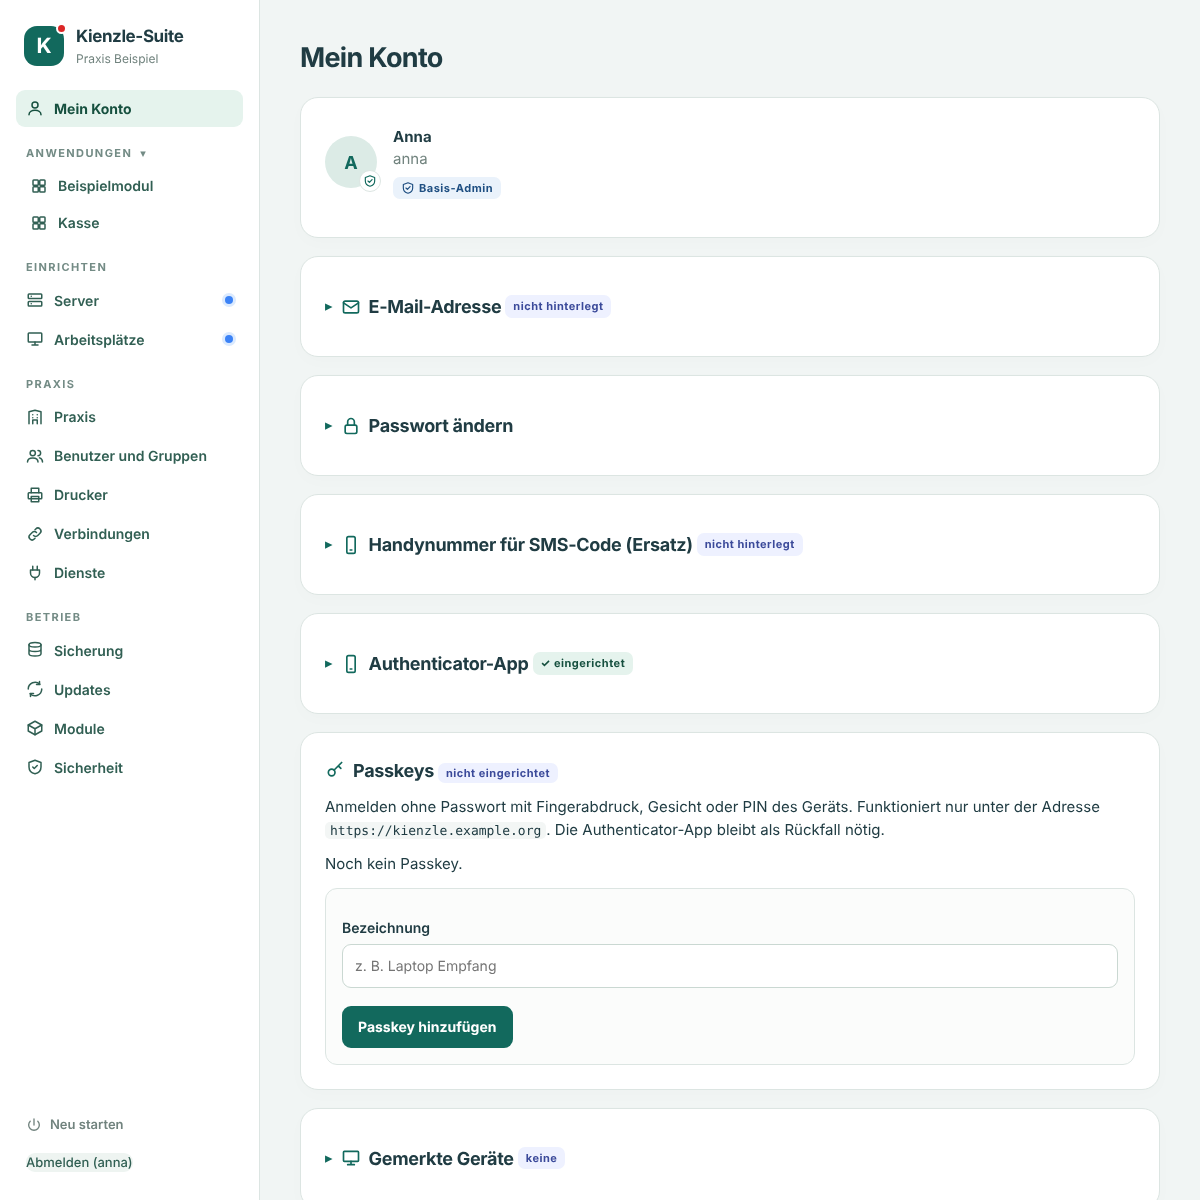 K
Kienzle-Suite
Praxis Beispiel
Mein Konto
ANWENDUNGEN ▾
Beispielmodul
Kasse
EINRICHTEN
Server
Arbeitsplätze
PRAXIS
Praxis
Benutzer und Gruppen
Drucker
Verbindungen
Dienste
BETRIEB
Sicherung
Updates
Module
Sicherheit
Neu starten
Abmelden (anna)
Mein Konto
A
Anna
anna
Basis-Admin
▸ E-Mail-Adresse nicht hinterlegt
▸ Passwort ändern
▸ Handynummer für SMS-Code (Ersatz) nicht hinterlegt
▸ Authenticator-App ✓ eingerichtet
Passkeys nicht eingerichtet
Anmelden ohne Passwort mit Fingerabdruck, Gesicht oder PIN des Geräts. Funktioniert nur unter der Adresse
https://kienzle.example.org . Die Authenticator-App bleibt als Rückfall nötig.
Noch kein Passkey.
Bezeichnung
z. B. Laptop Empfang
Passkey hinzufügen
▸ Gemerkte Geräte keine